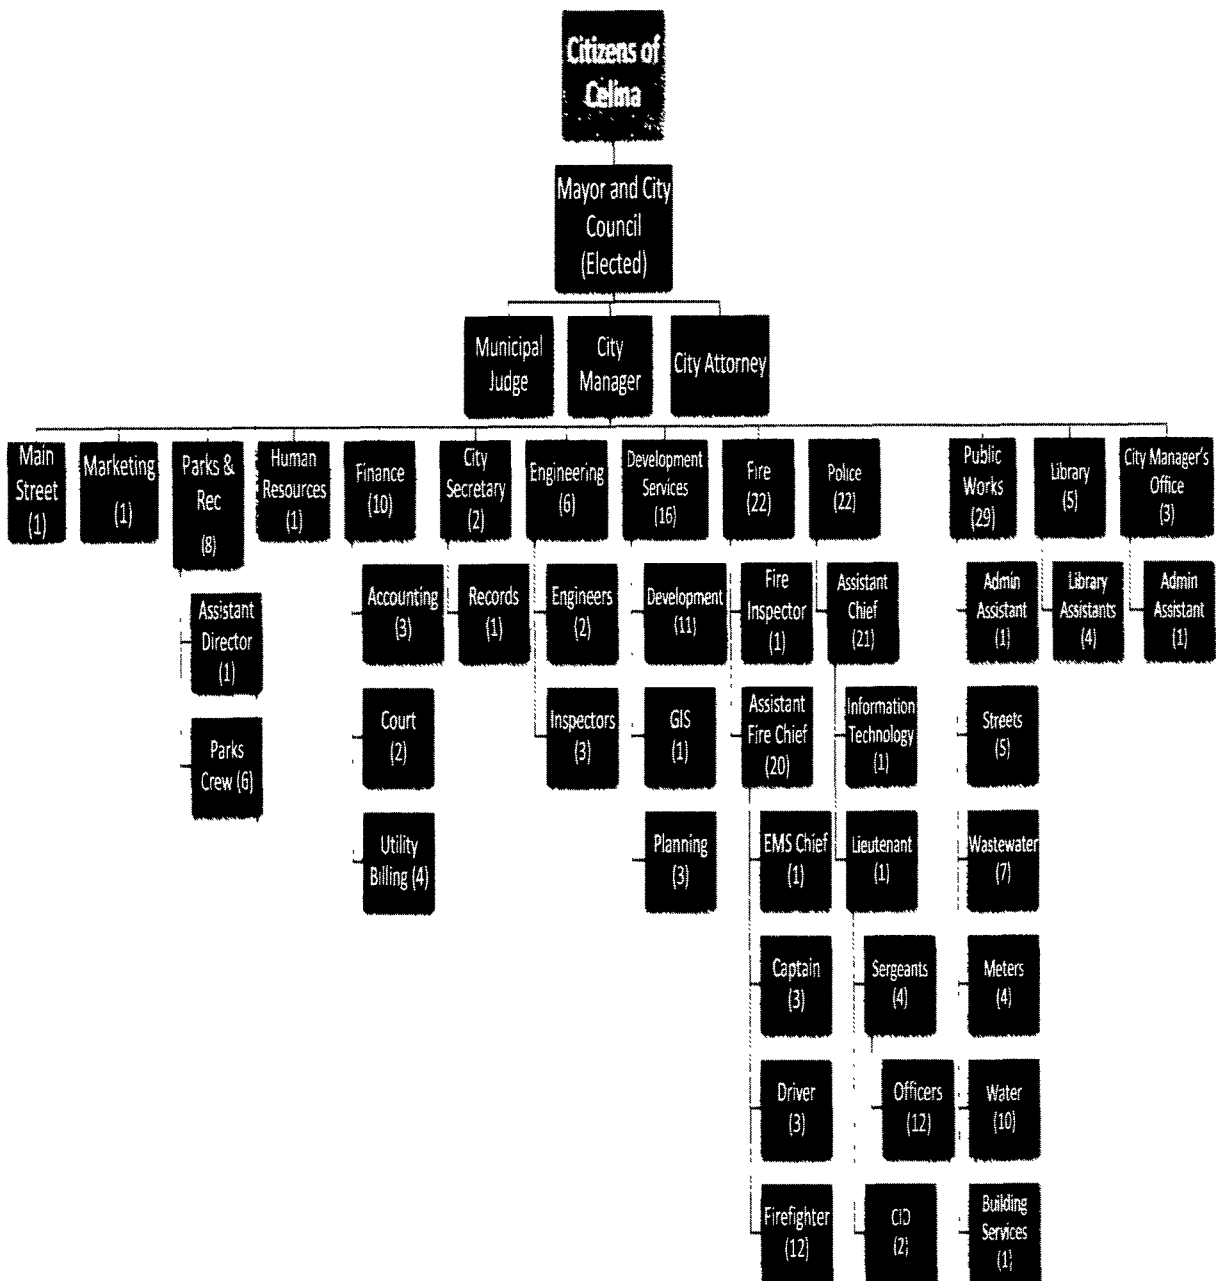 Citizens of
Celina
Mayor and City
Council
(Elected)
Municipal
Judge
City
Manager
City Attorney
Main
Street
(1)
Marketing
(1)
Parks &
Rec
(8)
Human
Resources
(1)
Finance
(10)
City
Secretary
(2)
Engineering
(6)
Development
Services
(16)
Fire
(22)
Police
(22)
Public
Works
(29)
Library
(5)
City Manager's
Office
(3)
Assistant
Director
(1)
Parks
Crew (6)
Accounting
(3)
Court
(2)
Utility
Billing (4)
Records
(1)
Engineers
(2)
Inspectors
(3)
Development
(11)
GIS
(1)
Planning
(3)
Fire
Inspector
(1)
Assistant
Fire Chief
(20)
EMS Chief
(1)
Captain
(3)
Driver
(3)
Firefighter
(12)
Assistant
Chief
(21)
Information
Technology
(1)
Lieutenant
(1)
Sergeants
(4)
Officers
(12)
CID
(2)
Admin
Assistant
(1)
Streets
(5)
Wastewater
(7)
Meters
(4)
Water
(10)
Building
Services
(1)
Library
Assistants
(4)
Admin
Assistant
(1)